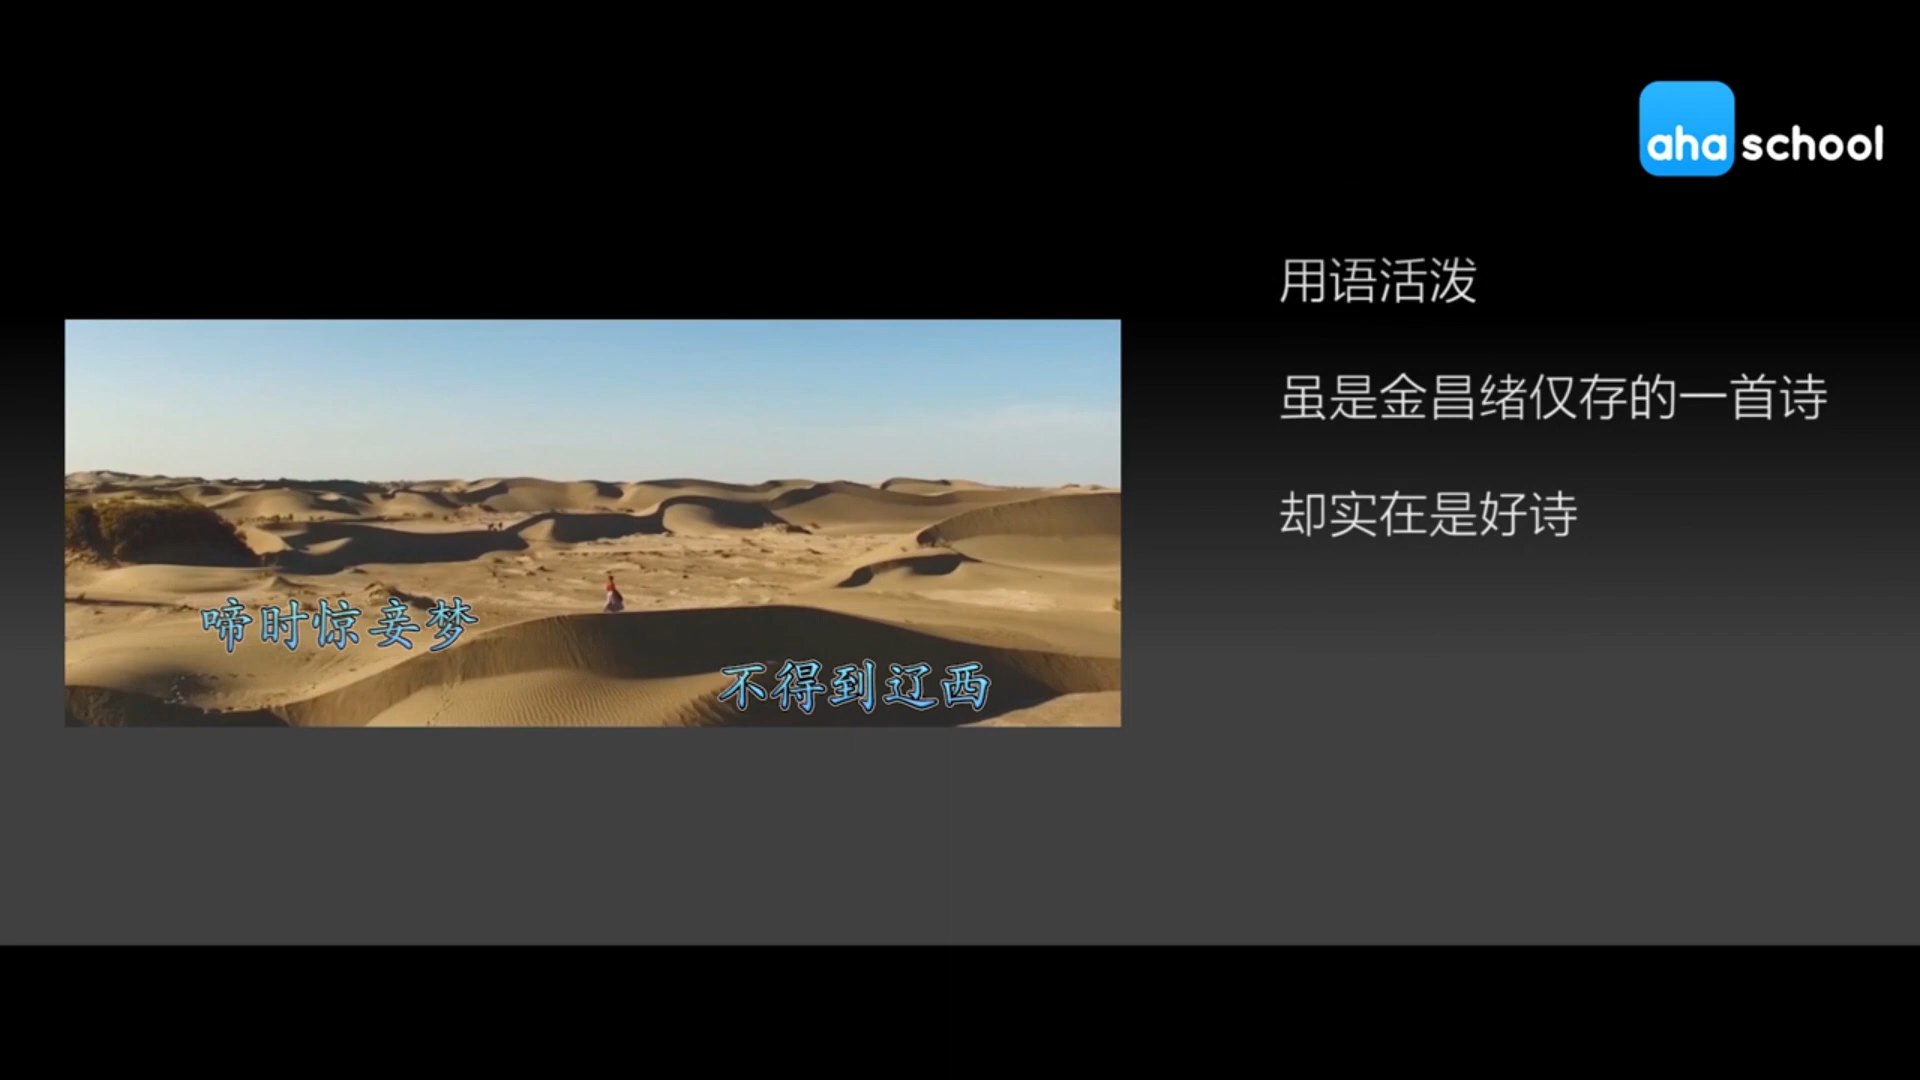 aha school
用语活泼
虽是金昌绪仅存的一首诗
却实在是好诗
啼时惊妾梦
不得到辽西